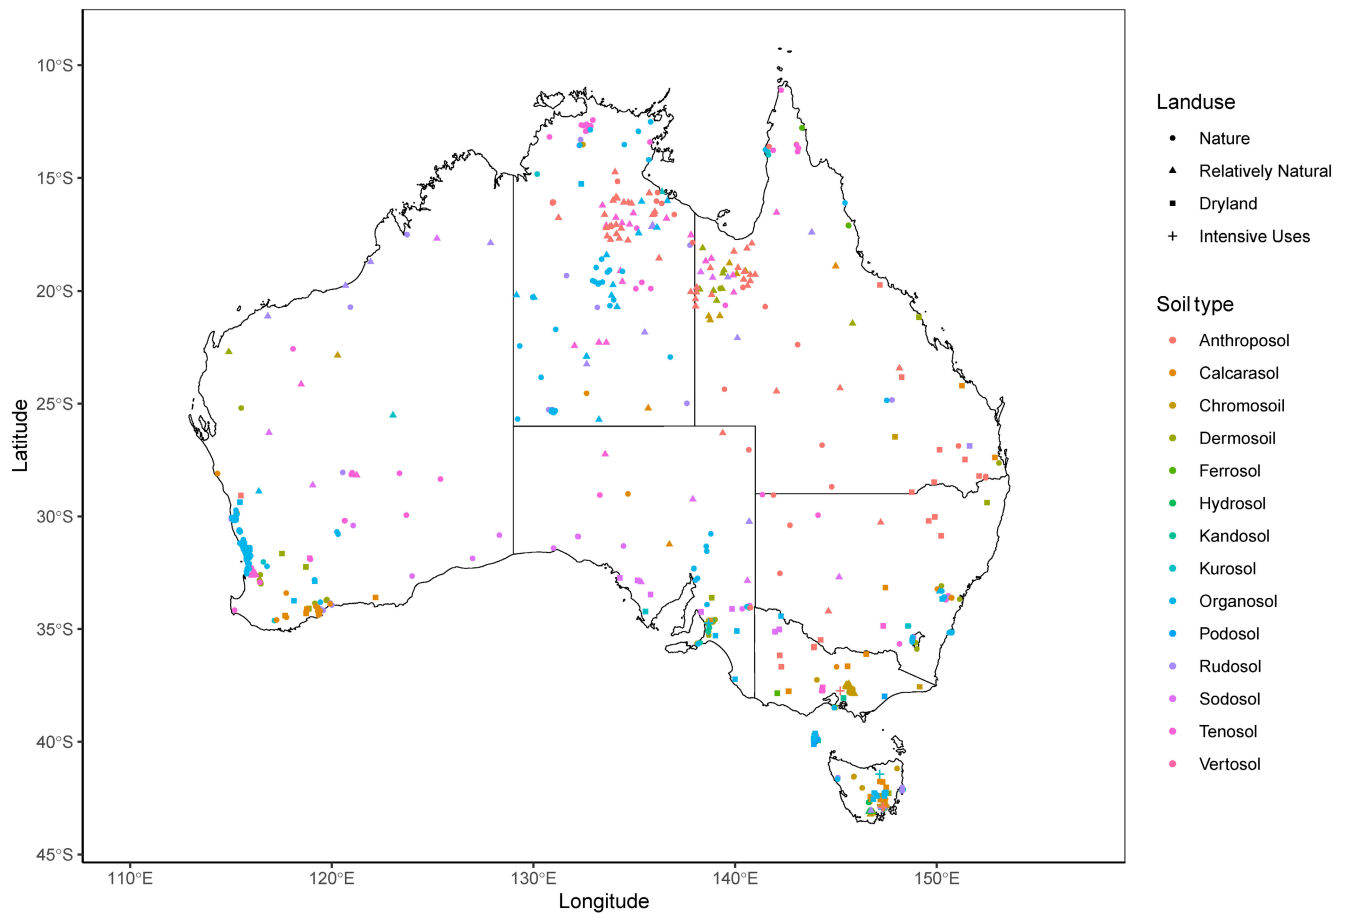 10°S
15°S
20°S
25°S
30°S
35°S
40°S
45°S
Latitude
110°E
120°E
130°E
140°E
150°E
Longitude
Landuse
Nature
Relatively Natural
Dryland
Intensive Uses
Soil type
Anthroposol
Calcarasol
Chromosoil
Dermosoil
Ferrosol
Hydrosol
Kandosol
Kurosol
Organosol
Podosol
Rudosol
Sodosol
Tenosol
Vertosol